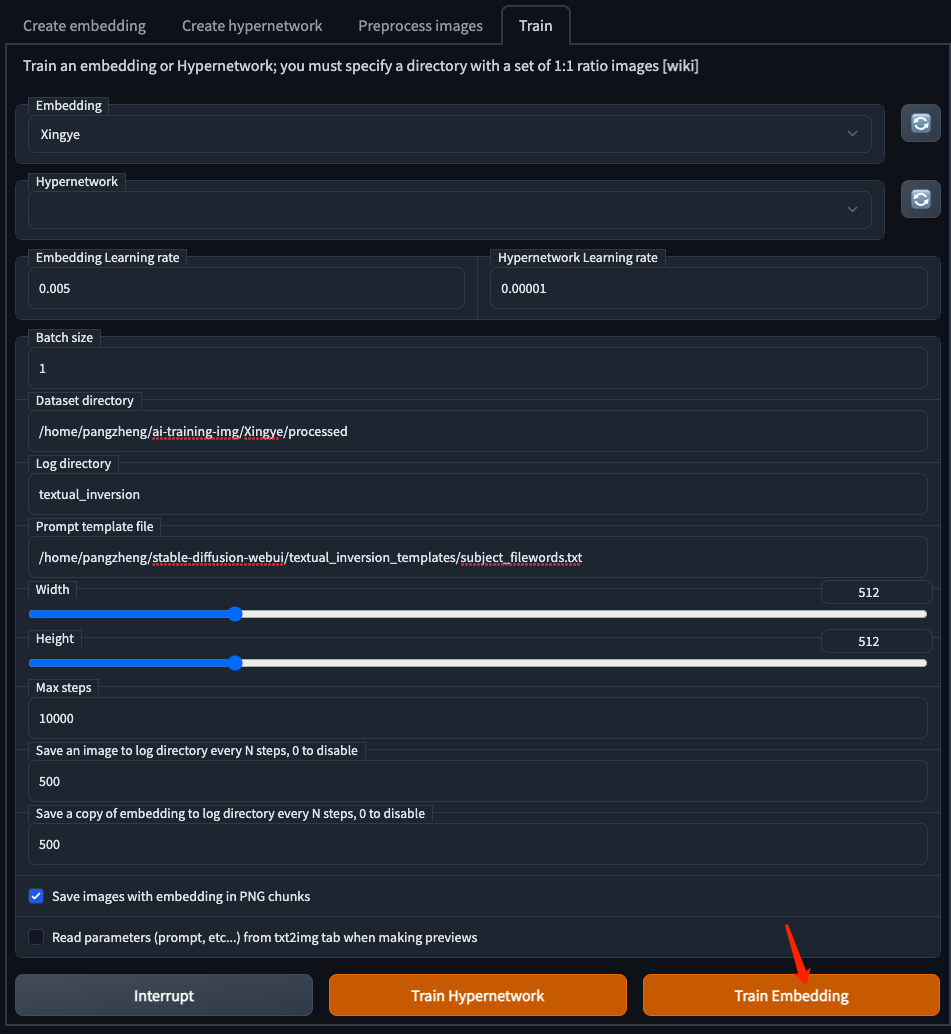 Create embedding
Create hypernetwork
Preprocess images
Train
Train an embedding or Hypernetwork; you must specify a directory with a set of 1:1 ratio images [wiki]
Embedding
Xingye
Hypernetwork
Embedding Learning rate
Hypernetwork Learning rate
0.005
0.00001
Batch size
1
Dataset directory
/home/pangzheng/ai-training-img/Xingye/processed
Log directory
textual_inversion
Prompt template file
/home/pangzheng/stable-diffusion-webui/textual_inversion_templates/subject_filewords.txt
Width
512
Height
512
Max steps
10000
Save an image to log directory every N steps, 0 to disable
500
Save a copy of embedding to log directory every N steps, 0 to disable
500
Save images with embedding in PNG chunks
Read parameters (prompt, etc...) from txt2img tab when making previews
Interrupt
Train Hypernetwork
Train Embedding